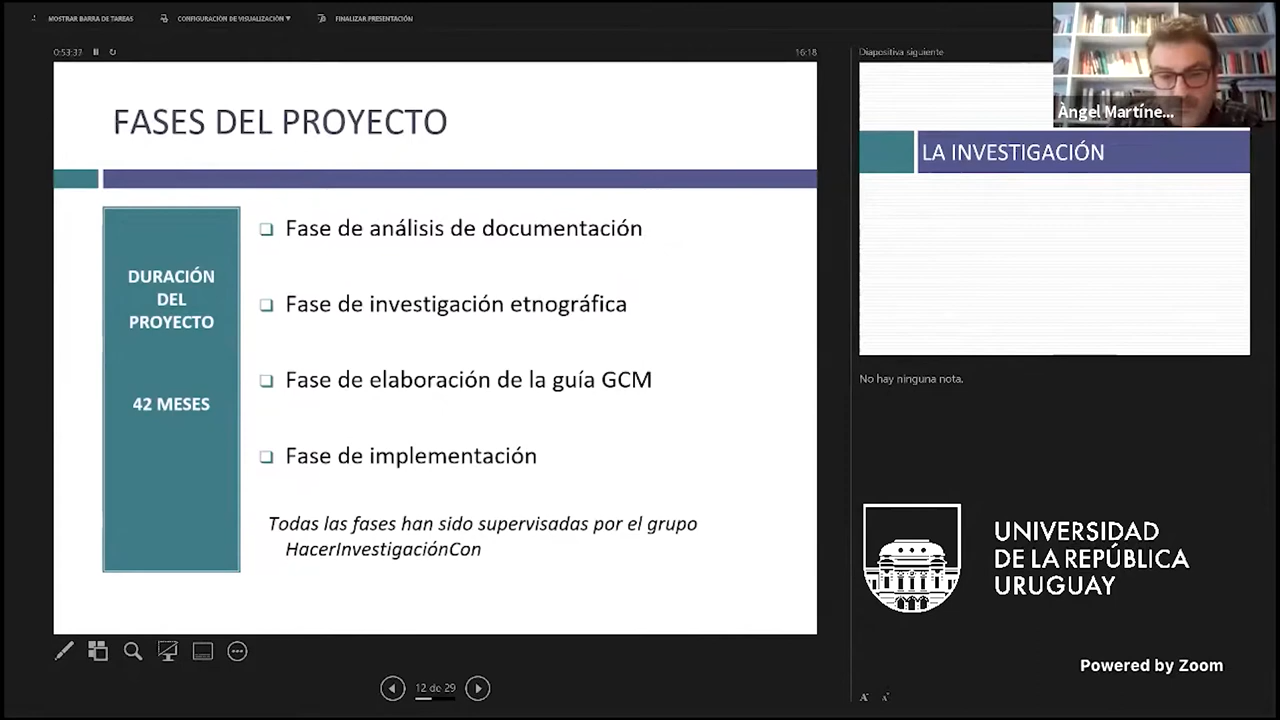 MOSTRAR BARRA DE TAREAS
CONFIGURACIÓN DE VISUALIZACIÓN ▼
FINALIZAR PRESENTACIÓN
0:53:37
16:18
Diapositiva siguiente
Àngel Martíne...
FASES DEL PROYECTO
LA INVESTIGACIÓN
DURACIÓN
DEL
PROYECTO
42 MESES
❑ Fase de análisis de documentación
❑ Fase de investigación etnográfica
❑ Fase de elaboración de la guía GCM
❑ Fase de implementación
Todas las fases han sido supervisadas por el grupo
HacerInvestigaciónCon
No hay ninguna nota.
UNIVERSIDAD
DE LA REPÚBLICA
URUGUAY
Powered by Zoom
12 de 29
A A